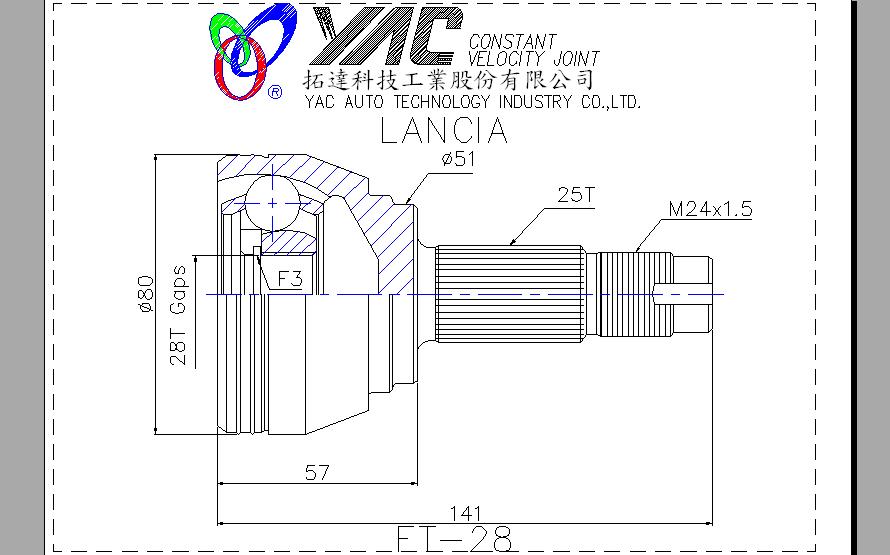 YAC
CONSTANT
VELOCITY JOINT
拓達科技工業股份有限公司
®
YAC AUTO TECHNOLOGY INDUSTRY CO.,LTD.
LANCIA
ø51
25T
M24x1.5
F3
ø80
28T Gaps
57
141
FT-28